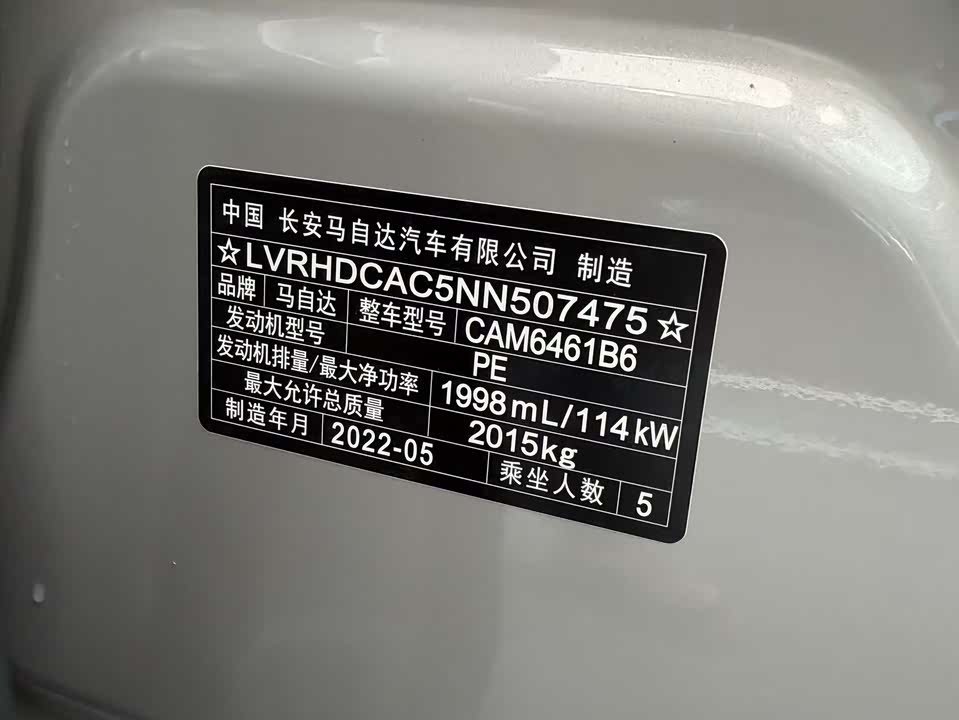 中国 长安马自达汽车有限公司 制造
☆LVRHDCAC5NN507475☆
品牌 马自达 整车型号 CAM6461B6
发动机型号 PE
发动机排量/最大净功率 1998mL/114kW
最大允许总质量 2015kg
制造年月 2022-05 乘坐人数 5